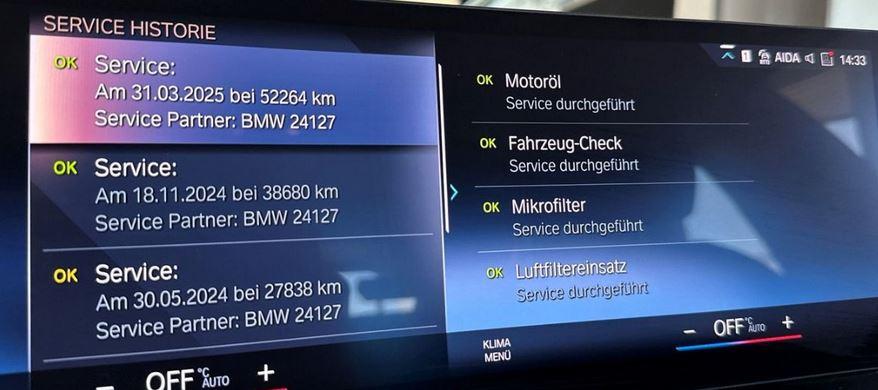 SERVICE HISTORIE
OK Service:
Am 31.03.2025 bei 52264 km
Service Partner: BMW 24127
OK Service:
Am 18.11.2024 bei 38680 km
Service Partner: BMW 24127
OK Service:
Am 30.05.2024 bei 27838 km
Service Partner: BMW 24127
- OFF °C AUTO +
1 AIDA 14:33
OK Motoröl
Service durchgeführt
OK Fahrzeug-Check
Service durchgeführt
OK Mikrofilter
Service durchgeführt
OK Luftfiltereinsatz
Service durchgeführt
KLIMA
MENÜ
- OFF °C AUTO +